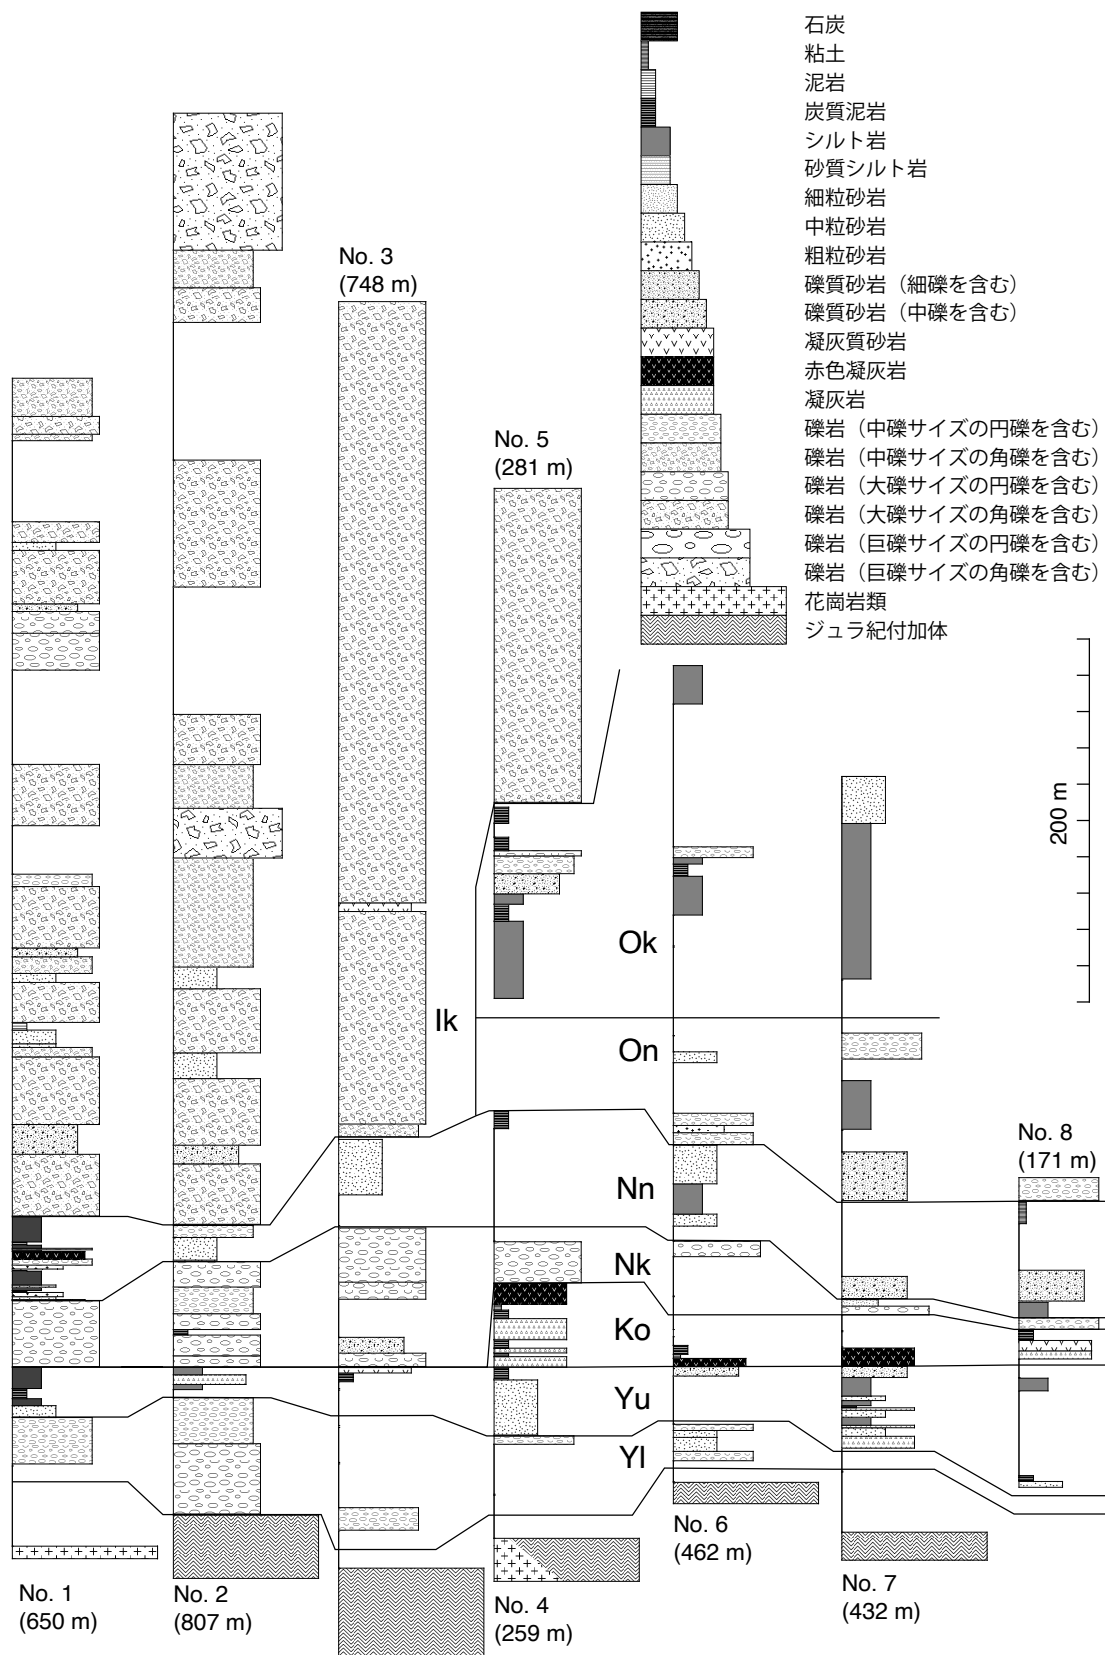 石炭
粘土
泥岩
炭質泥岩
シルト岩
砂質シルト岩
細粒砂岩
中粒砂岩
粗粒砂岩
礫質砂岩（細礫を含む）
礫質砂岩（中礫を含む）
凝灰質砂岩
赤色凝灰岩
凝灰岩
礫岩（中礫サイズの円礫を含む）
礫岩（中礫サイズの角礫を含む）
礫岩（大礫サイズの円礫を含む）
礫岩（大礫サイズの角礫を含む）
礫岩（巨礫サイズの円礫を含む）
礫岩（巨礫サイズの角礫を含む）
花崗岩類
ジュラ紀付加体
No. 3
(748 m)
No. 5
(281 m)
200 m
Ok
Ik
On
No. 8
(171 m)
Nn
Nk
Ko
Yu
Yl
No. 6
(462 m)
No. 7
(432 m)
No. 1
(650 m)
No. 2
(807 m)
No. 4
(259 m)